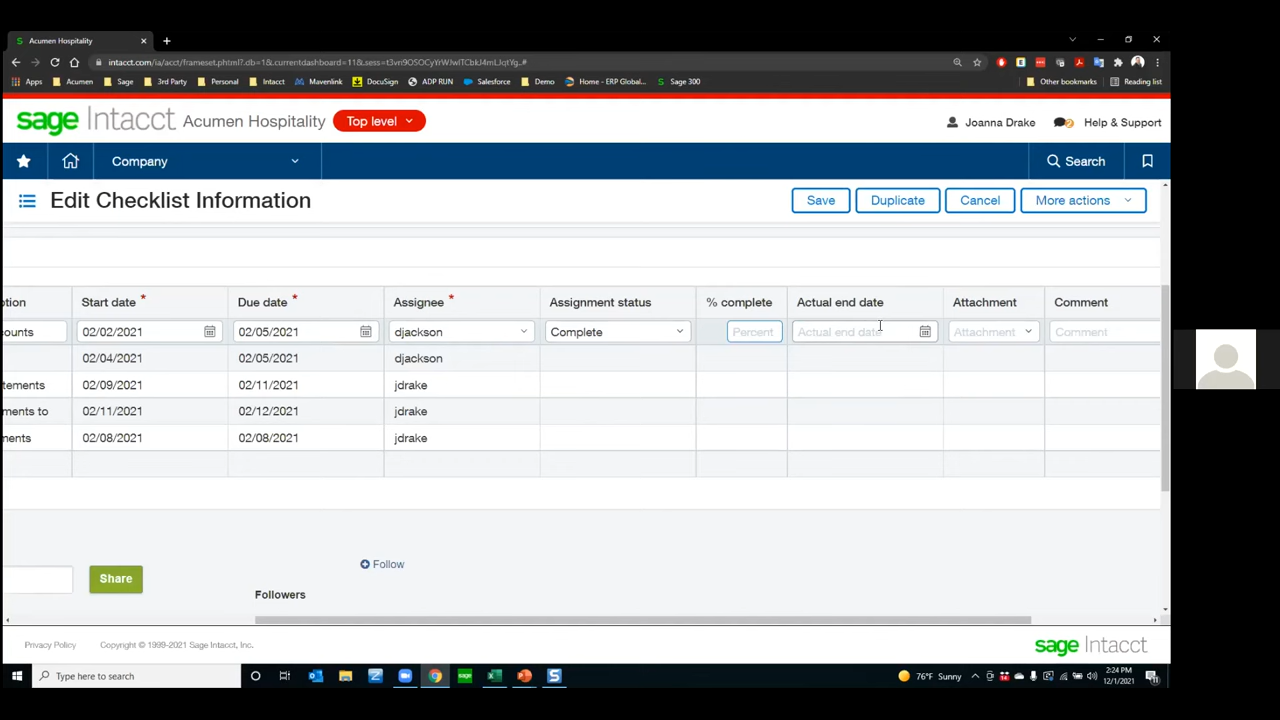 Acumen Hospitality
intacct.com/ia/acct/frameset.phtml?.db=1&.currentdashboard=11&.sess=
Apps Acumen Sage 3rd Party Personal Intacct Mavenlink DocuSign ADP RUN Salesforce Demo Home - ERP Global... Sage 300 Other bookmarks Reading list
sage Intacct Acumen Hospitality Top level Joanna Drake Help & Support
Company Search
Edit Checklist Information Save Duplicate Cancel More actions
ption Start date * Due date * Assignee * Assignment status % complete Actual end date Attachment Comment
counts 02/02/2021 02/05/2021 djackson Complete Percent Actual end date Attachment Comment
02/04/2021 02/05/2021 djackson
tements 02/09/2021 02/11/2021 jdrake
ments to 02/11/2021 02/12/2021 jdrake
ments 02/08/2021 02/08/2021 jdrake
Follow
Share
Followers
Privacy Policy Copyright © 1999-2021 Sage Intacct, Inc. sage Intacct
Type here to search 76°F Sunny 2:24 PM
12/1/2021